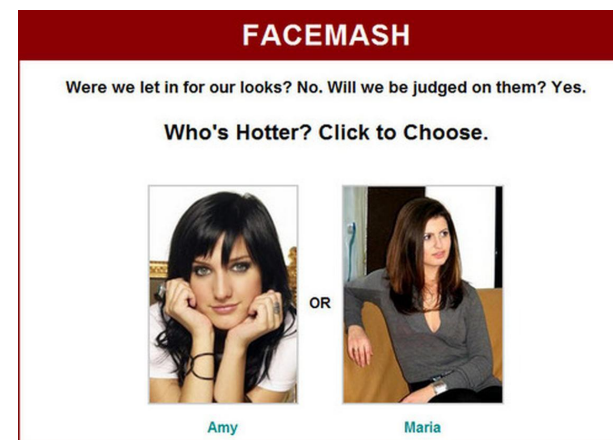 FACEMASH
Were we let in for our looks? No. Will we be judged on them? Yes.
Who's Hotter? Click to Choose.
OR
Amy
Maria